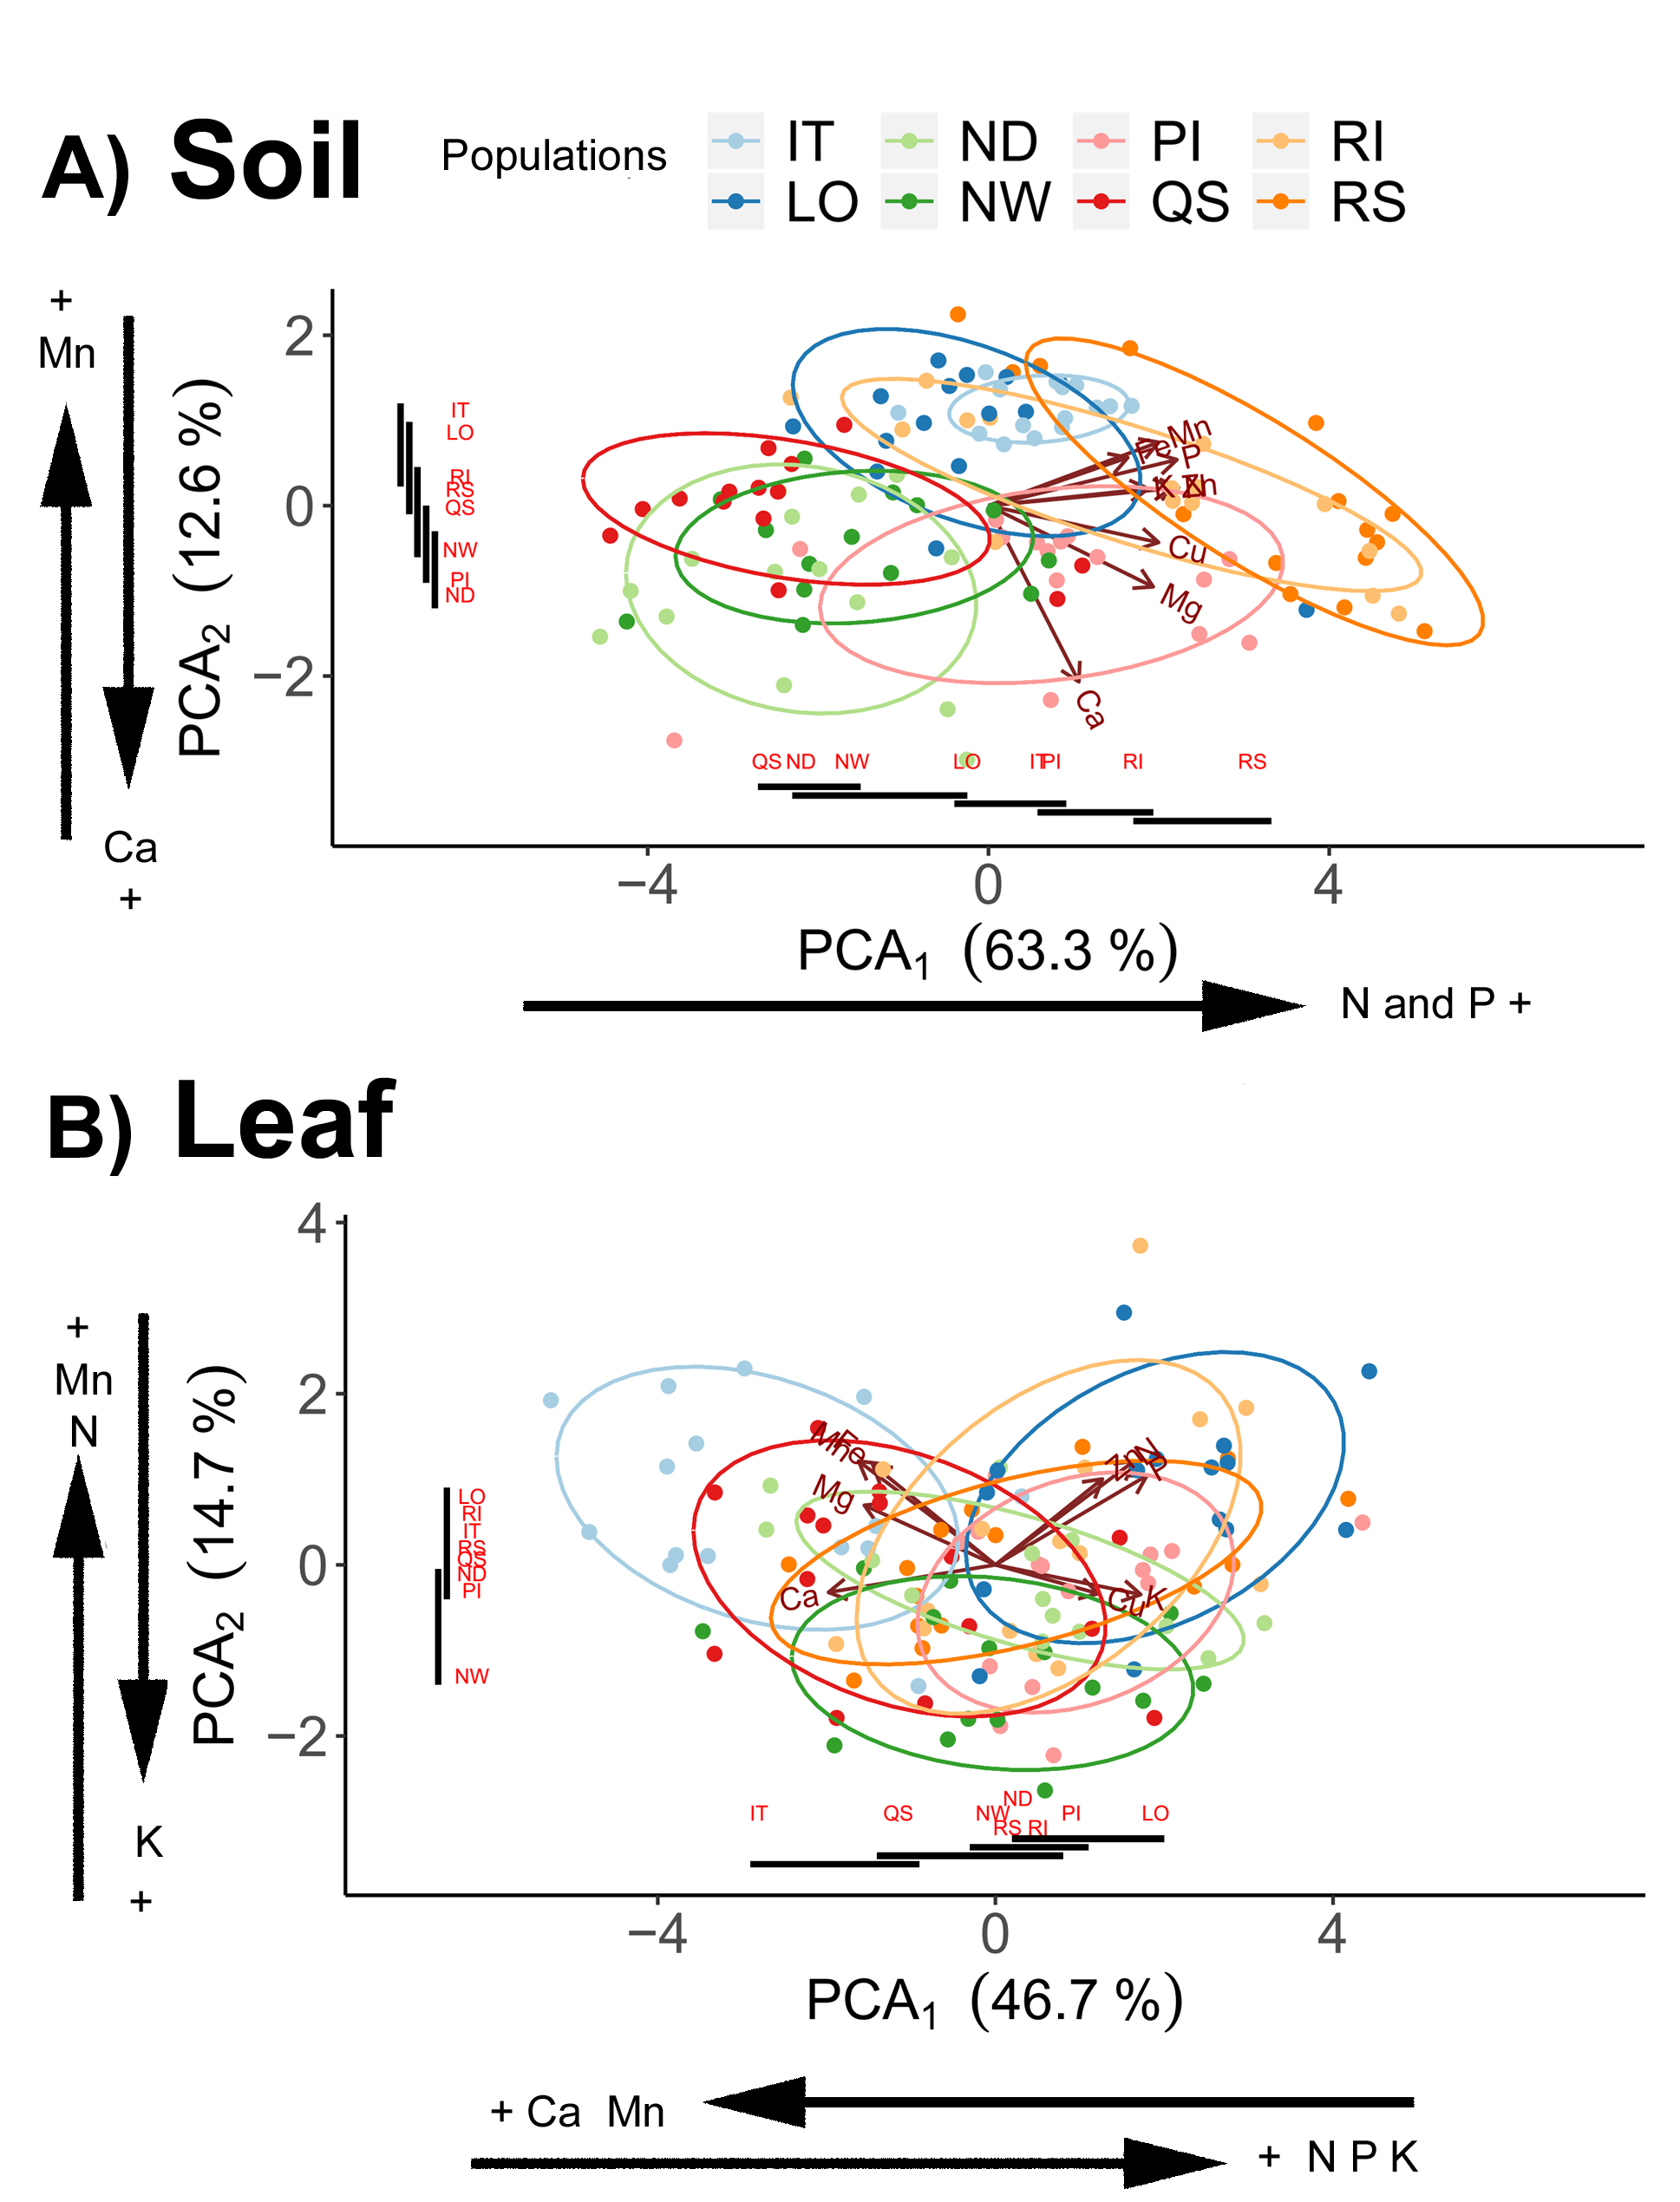 A) Soil
Populations
IT ND PI RI
LO NW QS RS
+
Mn
Ca
+
PCA2 (12.6 %)
2
0
−2
IT
LO
RI
RS
QS
NW
PI
ND
Mn
Fe
P
K
Zn
Cu
Mg
Ca
QS ND NW LO IT PI RI RS
−4 0 4
PCA1 (63.3 %)
N and P +
B) Leaf
+
Mn
N
K
+
PCA2 (14.7 %)
4
2
0
−2
LO
RI
IT
RS
QS
ND
PI
NW
Mn
Fe
Mg
Ca
Zn
N
P
Cu
K
ND
IT QS NW PI LO
RS RI
−4 0 4
PCA1 (46.7 %)
+ Ca Mn
+ N P K